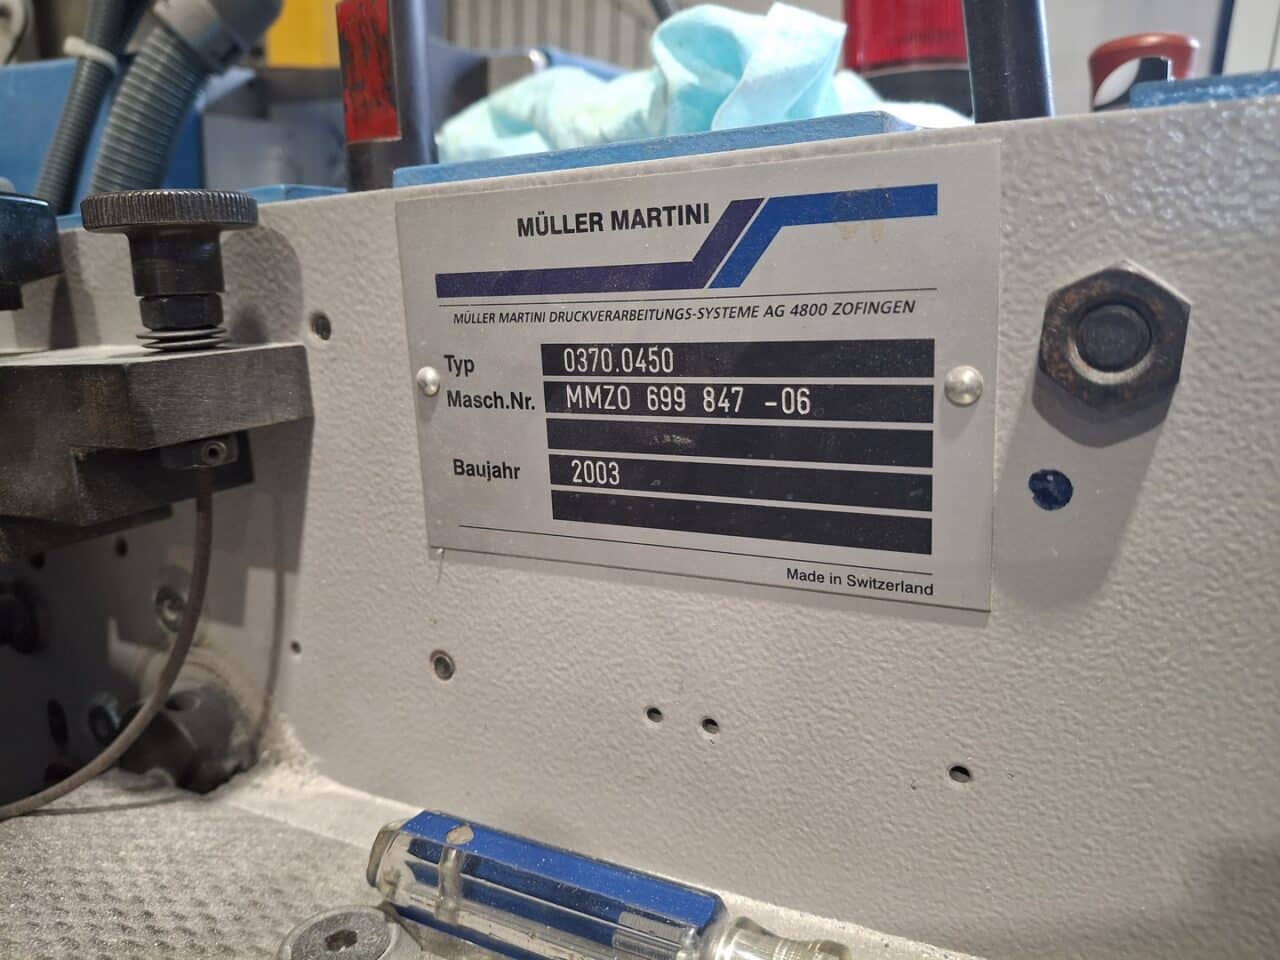 MÜLLER MARTINI
MÜLLER MARTINI DRUCKVERARBEITUNGS-SYSTEME AG 4800 ZOFINGEN
Typ 0370.0450
Masch.Nr. MMZO 699 847 -06
Baujahr 2003
Made in Switzerland